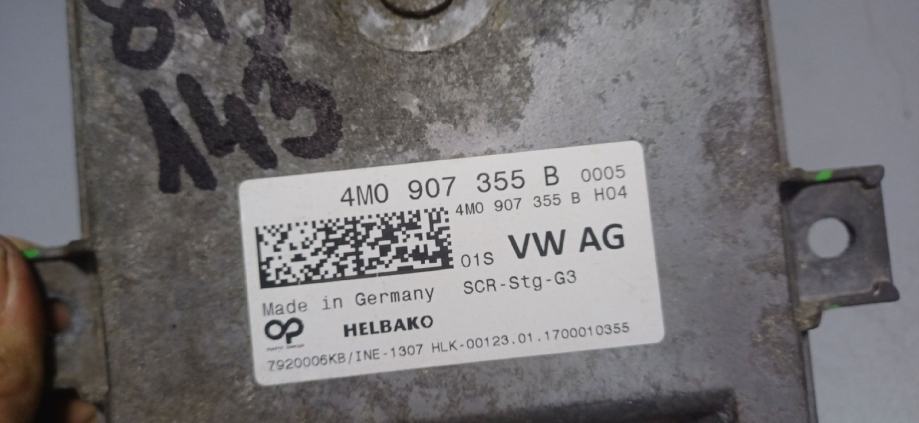 143
4M0 907 355 B 0005
4M0 907 355 B H04
01S VW AG
Made in Germany SCR-Stg-G3
HELBAKO
7920006KB/INE-1307 HLK-00123.01.1700010355